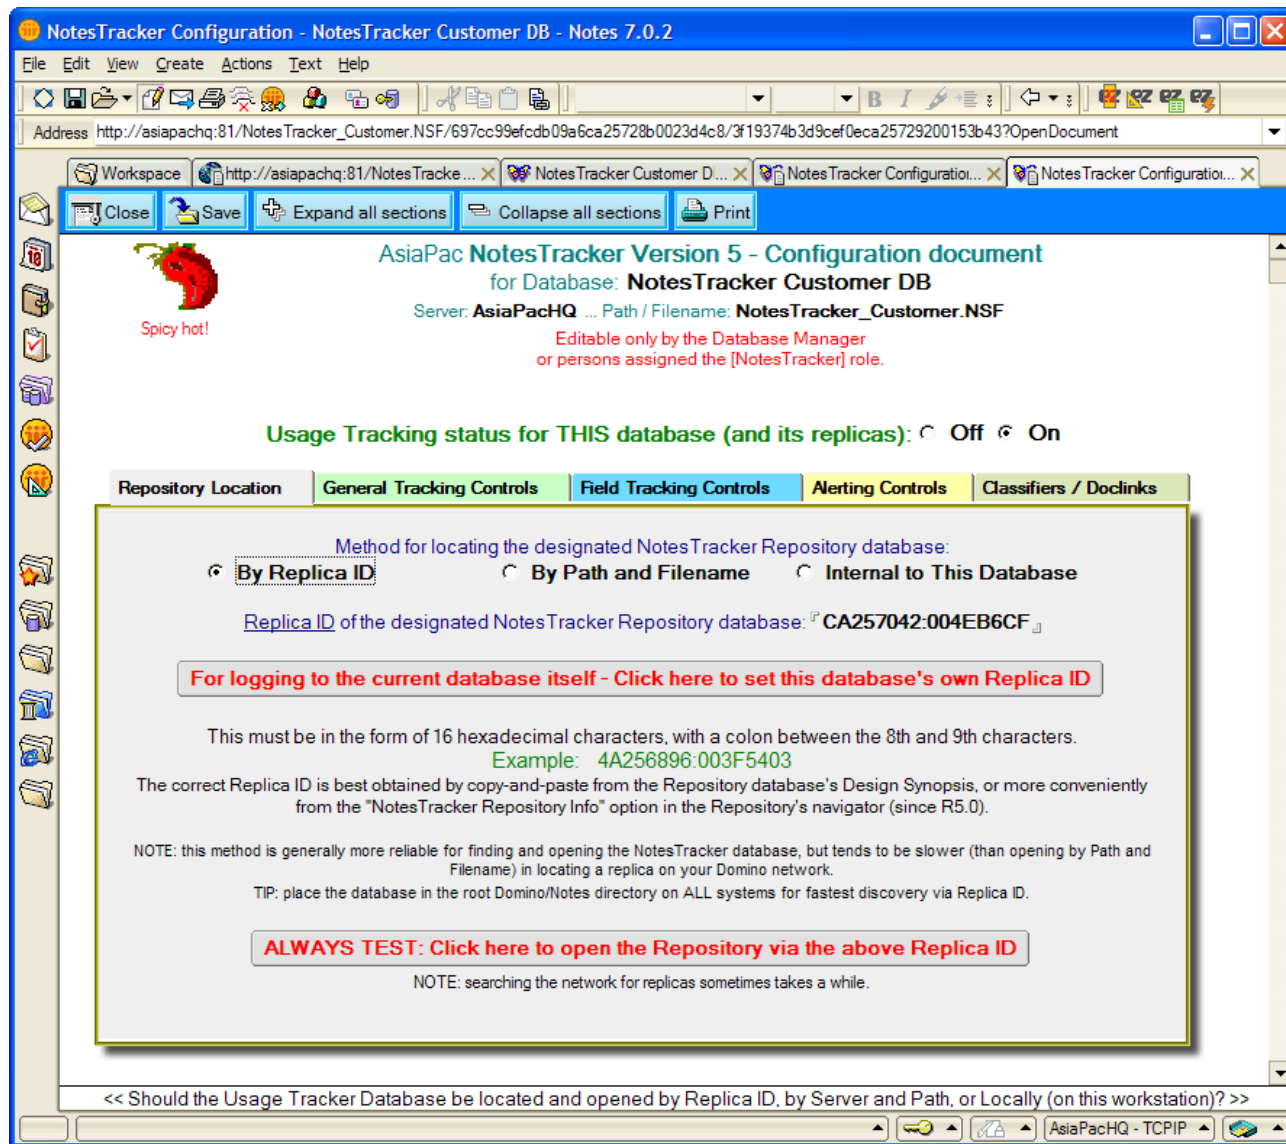 NotesTracker Configuration - NotesTracker Customer DB - Notes 7.0.2
File Edit View Create Actions Text Help
Address http://asiapachq:81/NotesTracker_Customer.NSF/697cc99efcdb09a6ca25728b0023d4c8/3f19374b3d9cef0eca25729200153b43?OpenDocument
Workspace http://asiapachq:81/NotesTracke ... NotesTracker Customer D... NotesTracker Configuration... NotesTracker Configuration...
Close Save Expand all sections Collapse all sections Print
AsiaPac NotesTracker Version 5 - Configuration document
for Database: NotesTracker Customer DB
Server: AsiaPacHQ ... Path / Filename: NotesTracker_Customer.NSF
Spicy hot!
Editable only by the Database Manager
or persons assigned the [NotesTracker] role.
Usage Tracking status for THIS database (and its replicas): Off On
Repository Location General Tracking Controls Field Tracking Controls Alerting Controls Classifiers / Doclinks
Method for locating the designated NotesTracker Repository database:
By Replica ID By Path and Filename Internal to This Database
Replica ID of the designated NotesTracker Repository database: CA257042:004EB6CF
For logging to the current database itself - Click here to set this database's own Replica ID
This must be in the form of 16 hexadecimal characters, with a colon between the 8th and 9th characters.
Example: 4A256896:003F5403
The correct Replica ID is best obtained by copy-and-paste from the Repository database's Design Synopsis, or more conveniently
from the "NotesTracker Repository Info" option in the Repository's navigator (since R5.0).
NOTE: this method is generally more reliable for finding and opening the NotesTracker database, but tends to be slower (than opening by Path and
Filename) in locating a replica on your Domino network.
TIP: place the database in the root Domino/Notes directory on ALL systems for fastest discovery via Replica ID.
ALWAYS TEST: Click here to open the Repository via the above Replica ID
NOTE: searching the network for replicas sometimes takes a while.
<< Should the Usage Tracker Database be located and opened by Replica ID, by Server and Path, or Locally (on this workstation)? >>
AsiaPacHQ - TCPIP